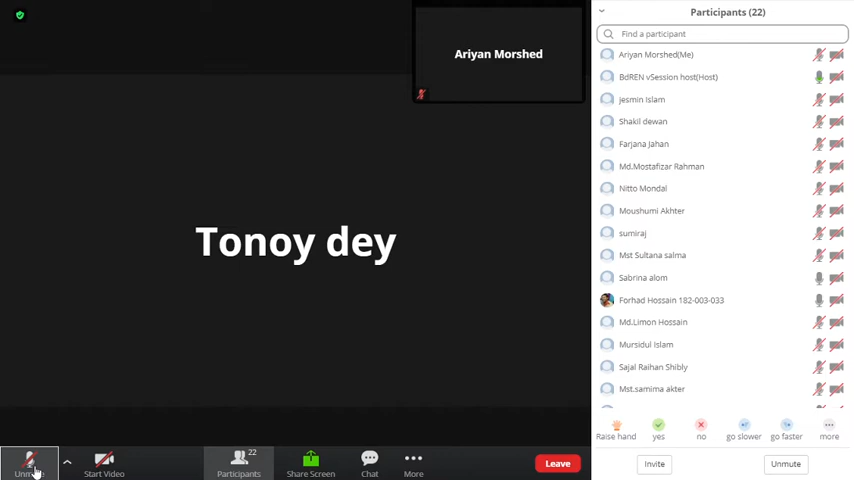 Participants (22)
Find a participant
Ariyan Morshed
Ariyan Morshed(Me)
BdREN vSession host(Host)
jesmin Islam
Shakil dewan
Farjana Jahan
Md.Mostafizar Rahman
Nitto Mondal
Moushumi Akhter
sumiraj
Mst Sultana salma
Sabrina alom
Forhad Hossain 182-003-033
Md.Limon Hossain
Mursidul Islam
Sajal Raihan Shibly
Mst.samima akter
Tonoy dey
Raise hand yes no go slower go faster more
Invite Unmute
Start Video
22
Participants
Share Screen
Chat
More
Leave